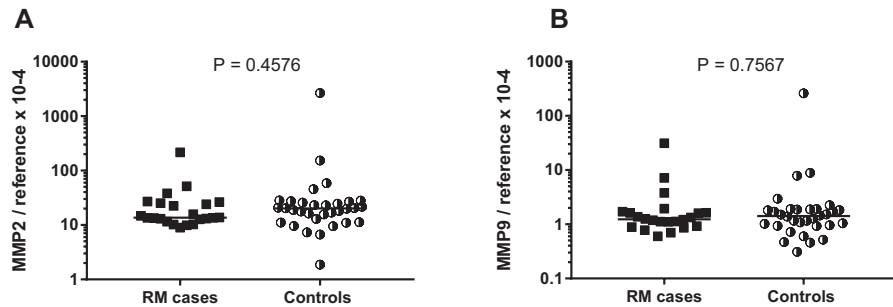 A
MMP2 / reference x 10-4
10000
1000
100
10
1
P = 0.4576
RM cases
Controls
B
MMP9 / reference x 10-4
1000
100
10
1
0.1
P = 0.7567
RM cases
Controls